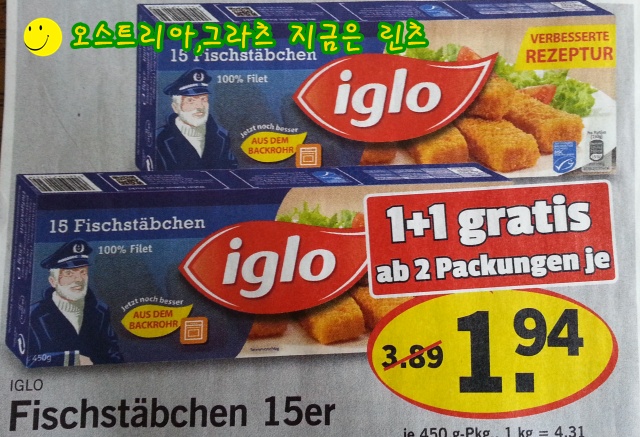 오스트리아,그라츠 지금은 린츠
15 Fischstäbchen
VERBESSERTE
REZEPTUR
100% Filet
iglo
Jetzt noch besser
AUS DEM
BACKROHR
15 Fischstäbchen
100% Filet
iglo
1+1 gratis
ab 2 Packungen je
Jetzt noch besser
AUS DEM
BACKROHR
450g
3.89
1.94
IGLO
Fischstäbchen 15er
je 450 g-Pkg., 1 kg = 4.31